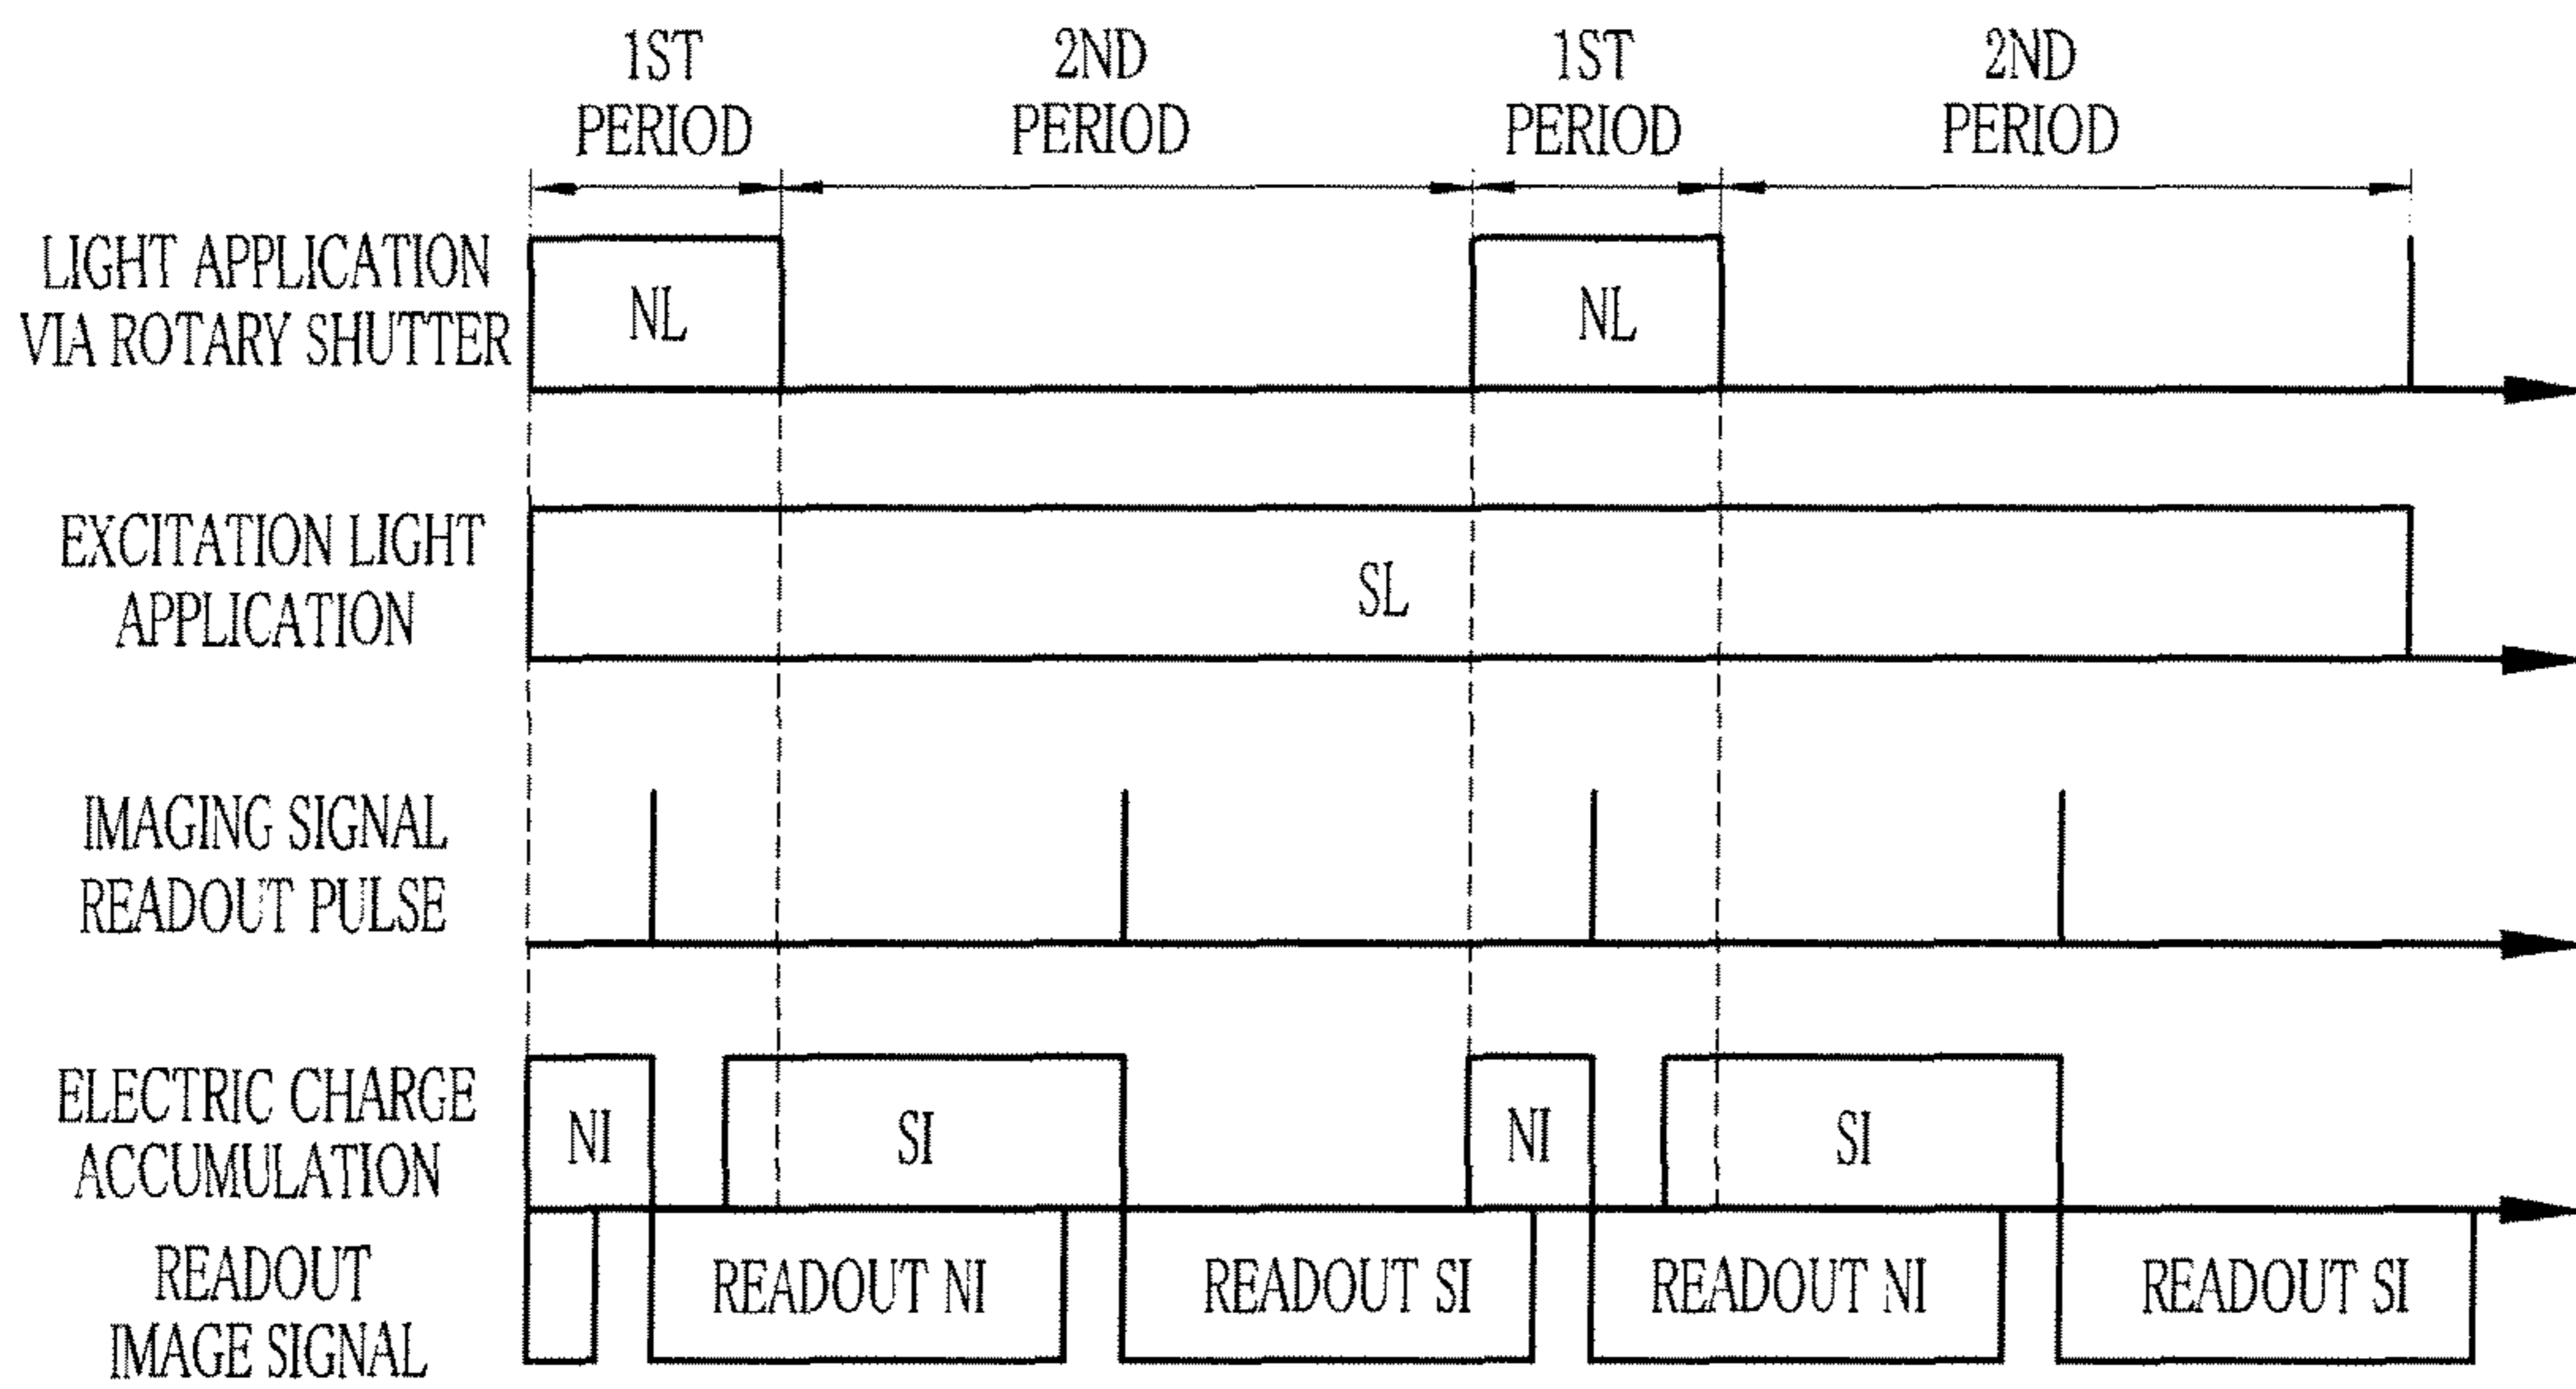 1ST 2ND 1ST 2ND
PERIOD PERIOD PERIOD PERIOD
LIGHT APPLICATION
VIA ROTARY SHUTTER
NL NL
EXCITATION LIGHT
APPLICATION
SL
IMAGING SIGNAL
READOUT PULSE
ELECTRIC CHARGE
ACCUMULATION
NI SI NI SI
READOUT
IMAGE SIGNAL
READOUT NI READOUT SI READOUT NI READOUT SI